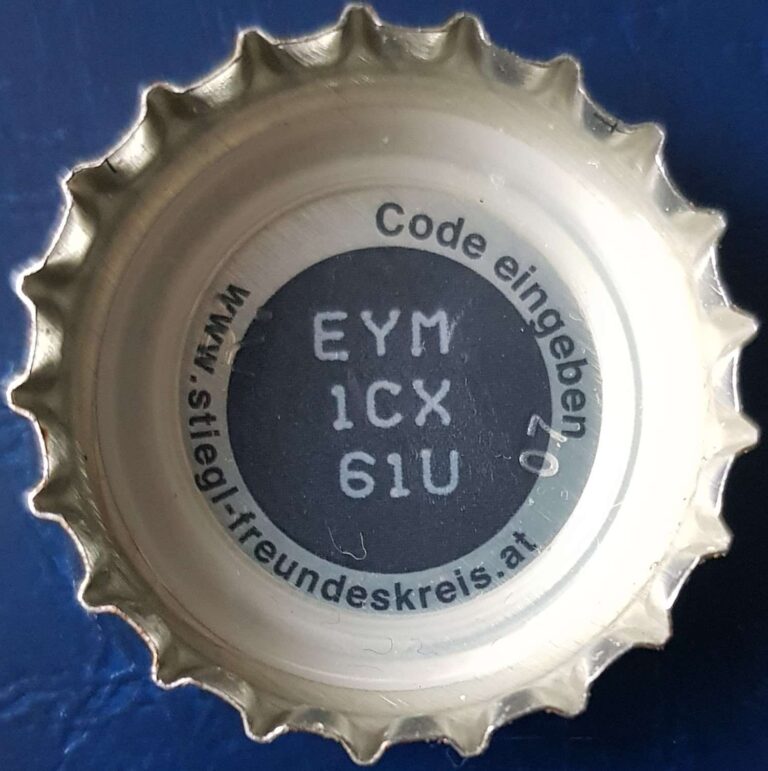 Code eingeben
www.stiegl-freundeskreis.at
EYM
1CX
61U
07